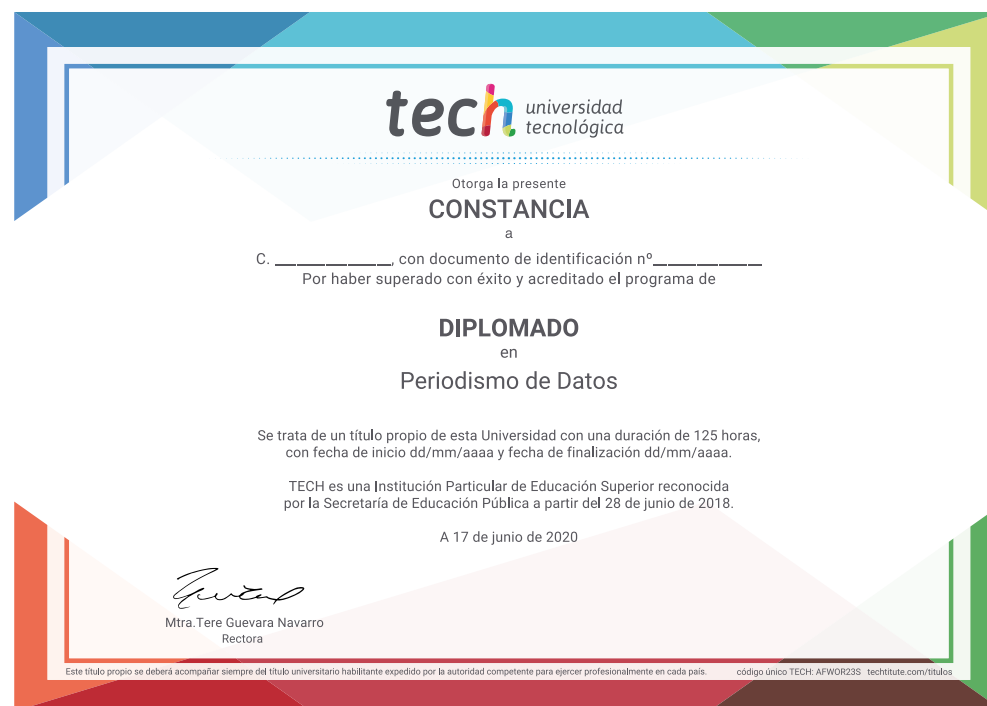 tech universidad
tecnológica
Otorga la presente
CONSTANCIA
a
C. ______________, con documento de identificación nº_____________
Por haber superado con éxito y acreditado el programa de
DIPLOMADO
en
Periodismo de Datos
Se trata de un título propio de esta Universidad con una duración de 125 horas,
con fecha de inicio dd/mm/aaaa y fecha de finalización dd/mm/aaaa.
TECH es una Institución Particular de Educación Superior reconocida
por la Secretaría de Educación Pública a partir del 28 de junio de 2018.
A 17 de junio de 2020
Mtra.Tere Guevara Navarro
Rectora
Este título propio se deberá acompañar siempre del título universitario habilitante expedido por la autoridad competente para ejercer profesionalmente en cada país. código único TECH: AFWOR23S techtitute.com/titulos